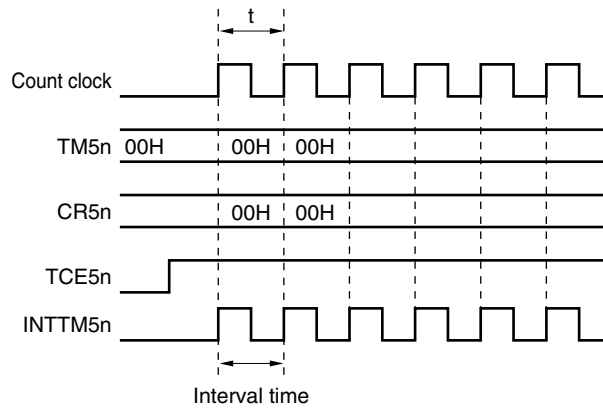 t
Count clock
TM5n 00H 00H 00H
CR5n 00H 00H
TCE5n
INTTM5n
Interval time